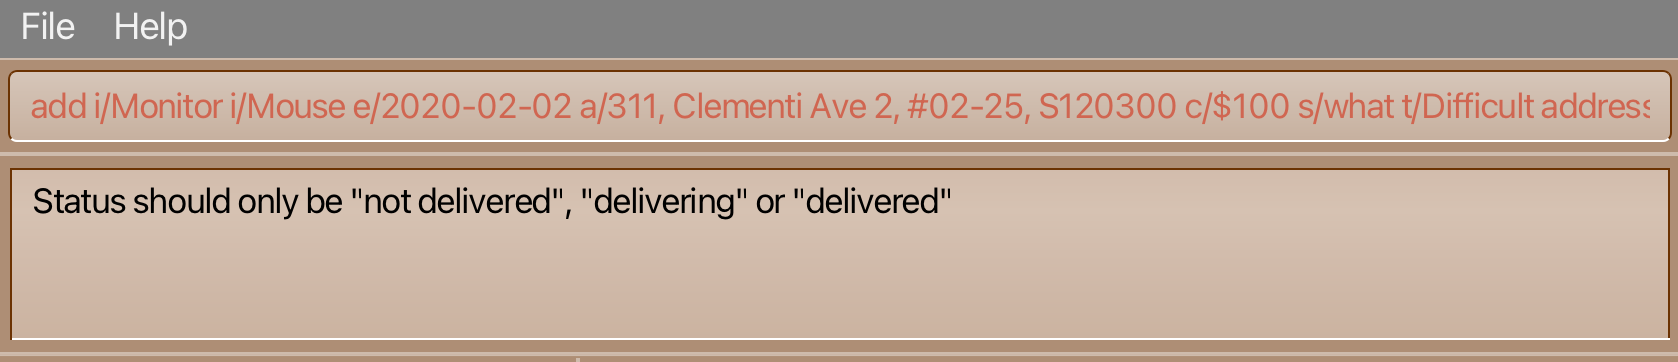 File Help
add i/Monitor i/Mouse e/2020-02-02 a/311, Clementi Ave 2, #02-25, S120300 c/$100 s/what t/Difficult address
Status should only be "not delivered", "delivering" or "delivered"